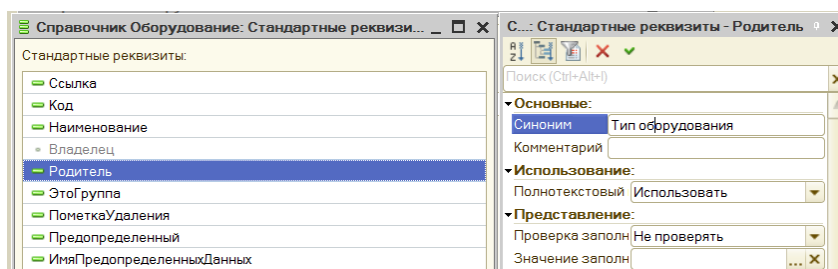 Справочник Оборудование: Стандартные реквизи...
Стандартные реквизиты:
Ссылка
Код
Наименование
Владелец
Родитель
ЭтоГруппа
ПометкаУдаления
Предопределенный
ИмяПредопределенныхДанных
С...: Стандартные реквизиты - Родитель
Поиск (Ctrl+Alt+I)
Основные:
Синоним Тип оборудования
Комментарий
Использование:
Полнотекстовый Использовать
Представление:
Проверка заполн Не проверять
Значение заполн ...